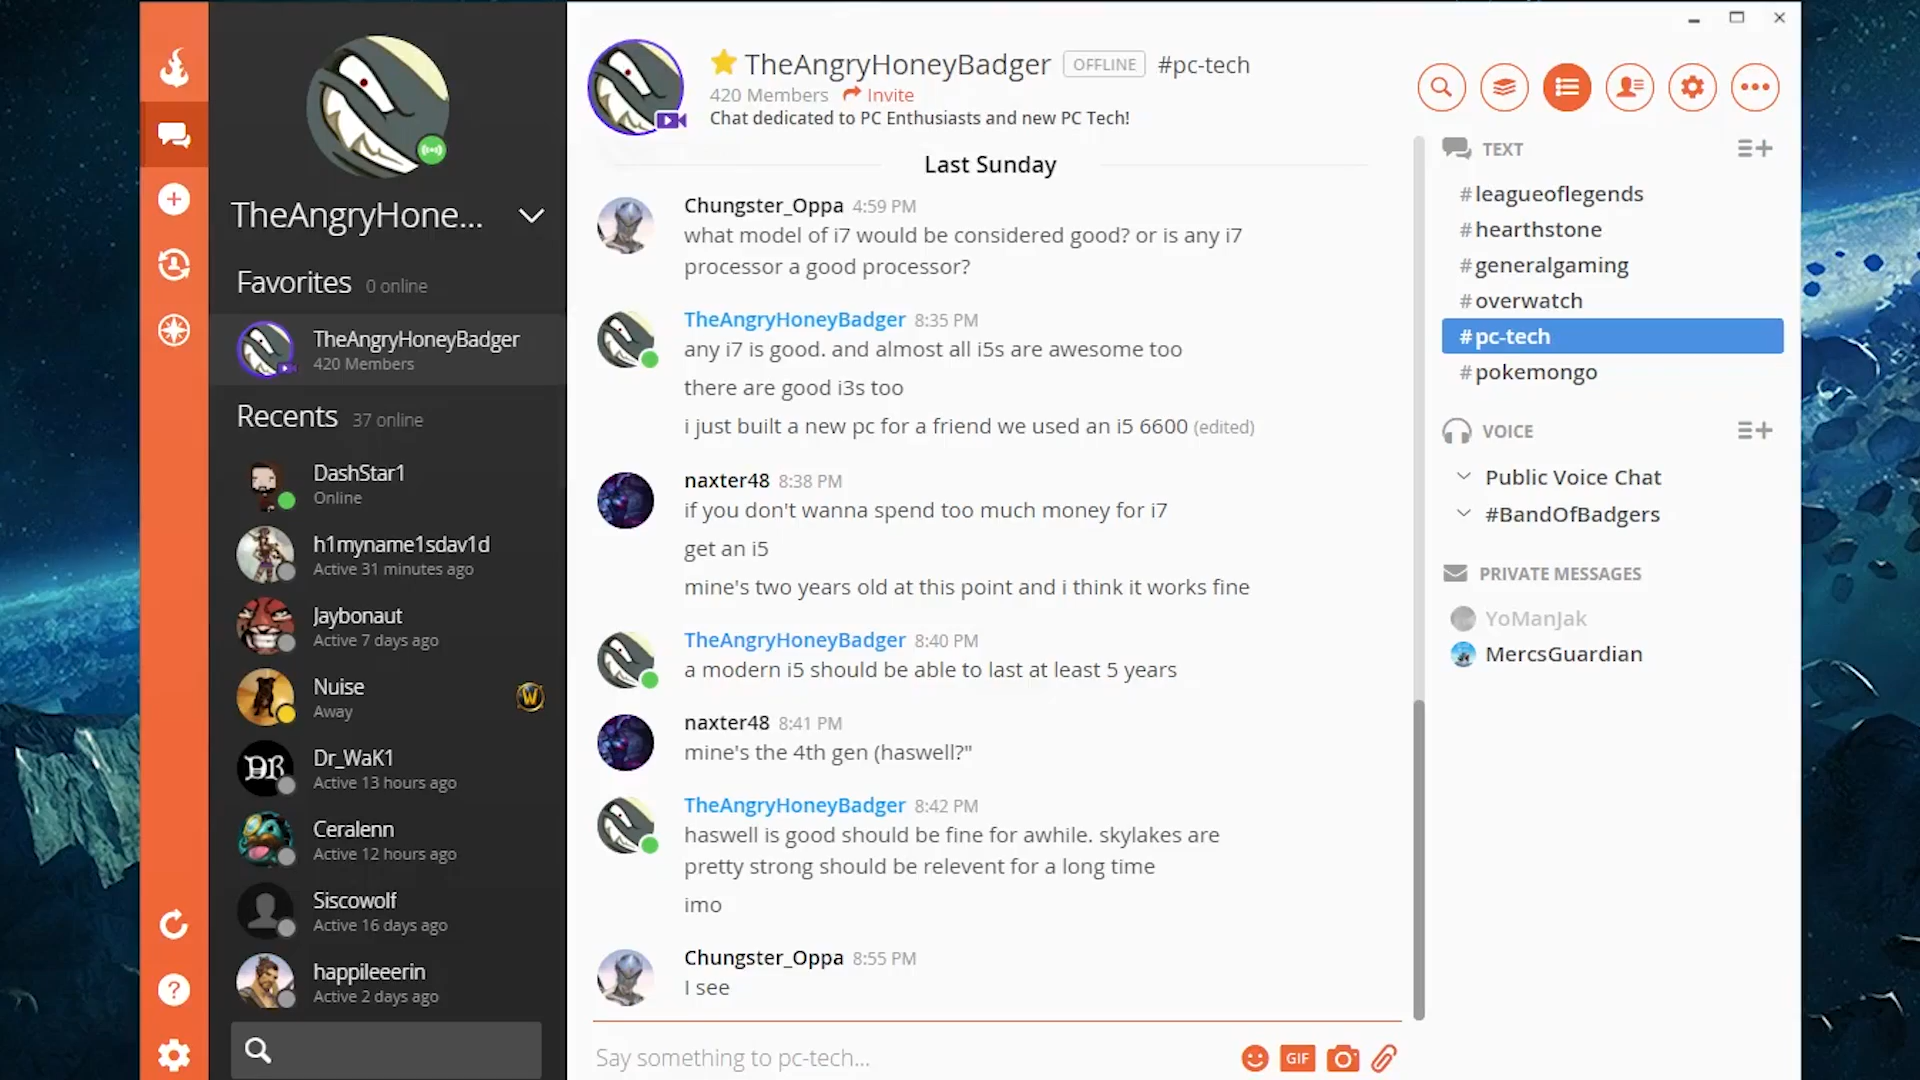 TheAngryHone...
Favorites 0 online
TheAngryHoneyBadger
420 Members
Recents 37 online
DashStar1
Online
h1myname1sdav1d
Active 31 minutes ago
Jaybonaut
Active 7 days ago
Nuise
Away
W
DR
Dr_WaK1
Active 13 hours ago
Ceralenn
Active 12 hours ago
Siscowolf
Active 16 days ago
happileeerin
Active 2 days ago
TheAngryHoneyBadger OFFLINE #pc-tech
420 Members Invite
Chat dedicated to PC Enthusiasts and new PC Tech!
Last Sunday
Chungster_Oppa 4:59 PM
what model of i7 would be considered good? or is any i7
processor a good processor?
TheAngryHoneyBadger 8:35 PM
any i7 is good. and almost all i5s are awesome too
there are good i3s too
i just built a new pc for a friend we used an i5 6600 (edited)
naxter48 8:38 PM
if you don't wanna spend too much money for i7
get an i5
mine's two years old at this point and i think it works fine
TheAngryHoneyBadger 8:40 PM
a modern i5 should be able to last at least 5 years
naxter48 8:41 PM
mine's the 4th gen (haswell?"
TheAngryHoneyBadger 8:42 PM
haswell is good should be fine for awhile. skylakes are
pretty strong should be relevent for a long time
imo
Chungster_Oppa 8:55 PM
I see
Say something to pc-tech...
GIF
TEXT
#leagueoflegends
#hearthstone
#generalgaming
#overwatch
#pc-tech
#pokemongo
VOICE
Public Voice Chat
#BandOfBadgers
PRIVATE MESSAGES
YoManJak
MercsGuardian